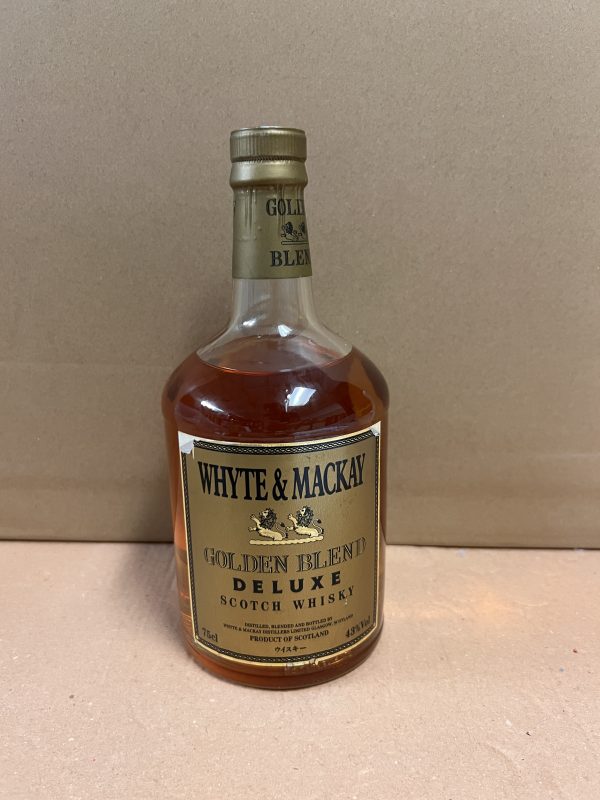 BLEN
WHYTE & MACKAY
GOLDEN BLEND
DELUXE
SCOTCH WHISKY
DISTILLED, BLENDED AND BOTTLED BY
WHYTE & MACKAY DISTILLERS LIMITED GLASGOW, SCOTLAND
75cl PRODUCT OF SCOTLAND 43%Vol
ウイスキー